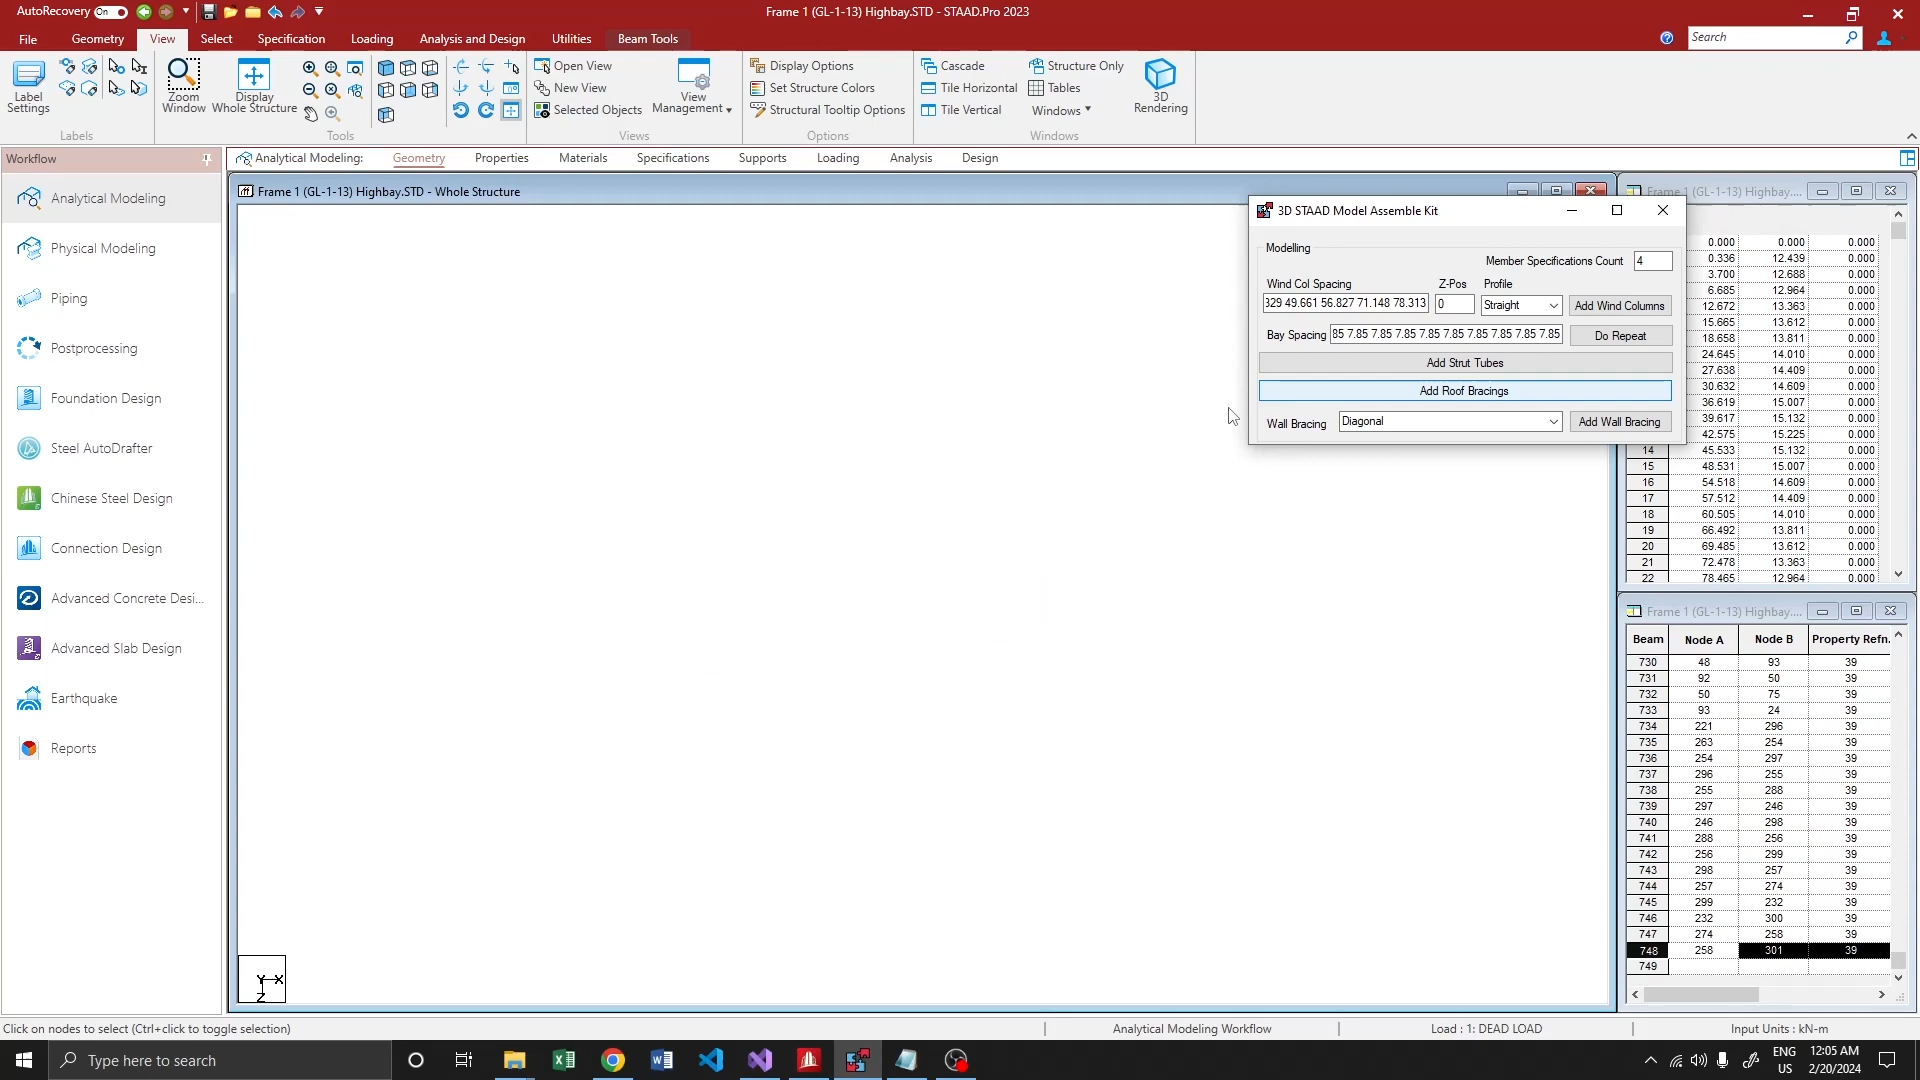 AutoRecovery On
Frame 1 (GL-1-13) Highbay.STD - STAAD.Pro 2023
File Geometry View Select Specification Loading Analysis and Design Utilities Beam Tools
Search
Label Settings
Labels
Zoom Window
Display Whole Structure
Tools
Open View
New View
Selected Objects
View Management
Views
Display Options
Set Structure Colors
Structural Tooltip Options
Options
Cascade
Tile Horizontal
Tile Vertical
Structure Only
Tables
Windows
Windows
3D Rendering
Workflow
Analytical Modeling
Physical Modeling
Piping
Postprocessing
Foundation Design
Steel AutoDrafter
Chinese Steel Design
Connection Design
Advanced Concrete Desi...
Advanced Slab Design
Earthquake
Reports
Analytical Modeling: Geometry Properties Materials Specifications Supports Loading Analysis Design
Frame 1 (GL-1-13) Highbay.STD - Whole Structure
Y X
Z
3D STAAD Model Assemble Kit
Modelling
Member Specifications Count 4
Wind Col Spacing Z-Pos Profile
329 49.661 56.827 71.148 78.313 0 Straight Add Wind Columns
Bay Spacing 85 7.85 7.85 7.85 7.85 7.85 7.85 7.85 7.85 7.85 Do Repeat
Add Strut Tubes
Add Roof Bracings
Wall Bracing Diagonal Add Wall Bracing
Frame 1 (GL-1-13) Highbay....
0.000 0.000 0.000
0.336 12.439 0.000
3.700 12.688 0.000
6.685 12.964 0.000
12.672 13.363 0.000
15.665 13.612 0.000
18.658 13.811 0.000
24.645 14.010 0.000
27.638 14.409 0.000
30.632 14.609 0.000
36.619 15.007 0.000
39.617 15.132 0.000
42.575 15.225 0.000
14 45.533 15.132 0.000
15 48.531 15.007 0.000
16 54.518 14.609 0.000
17 57.512 14.409 0.000
18 60.505 14.010 0.000
19 66.492 13.811 0.000
20 69.485 13.612 0.000
21 72.478 13.363 0.000
22 78.465 12.964 0.000
Frame 1 (GL-1-13) Highbay....
Beam Node A Node B Property Refn.
730 48 93 39
731 92 50 39
732 50 75 39
733 93 24 39
734 221 296 39
735 263 254 39
736 254 297 39
737 296 255 39
738 255 288 39
739 297 246 39
740 246 298 39
741 288 256 39
742 256 299 39
743 298 257 39
744 257 274 39
745 299 232 39
746 232 300 39
747 274 258 39
748 258 301 39
749
Click on nodes to select (Ctrl+click to toggle selection)
Analytical Modeling Workflow
Load : 1: DEAD LOAD
Input Units : kN-m
Type here to search
ENG
US
12:05 AM
2/20/2024